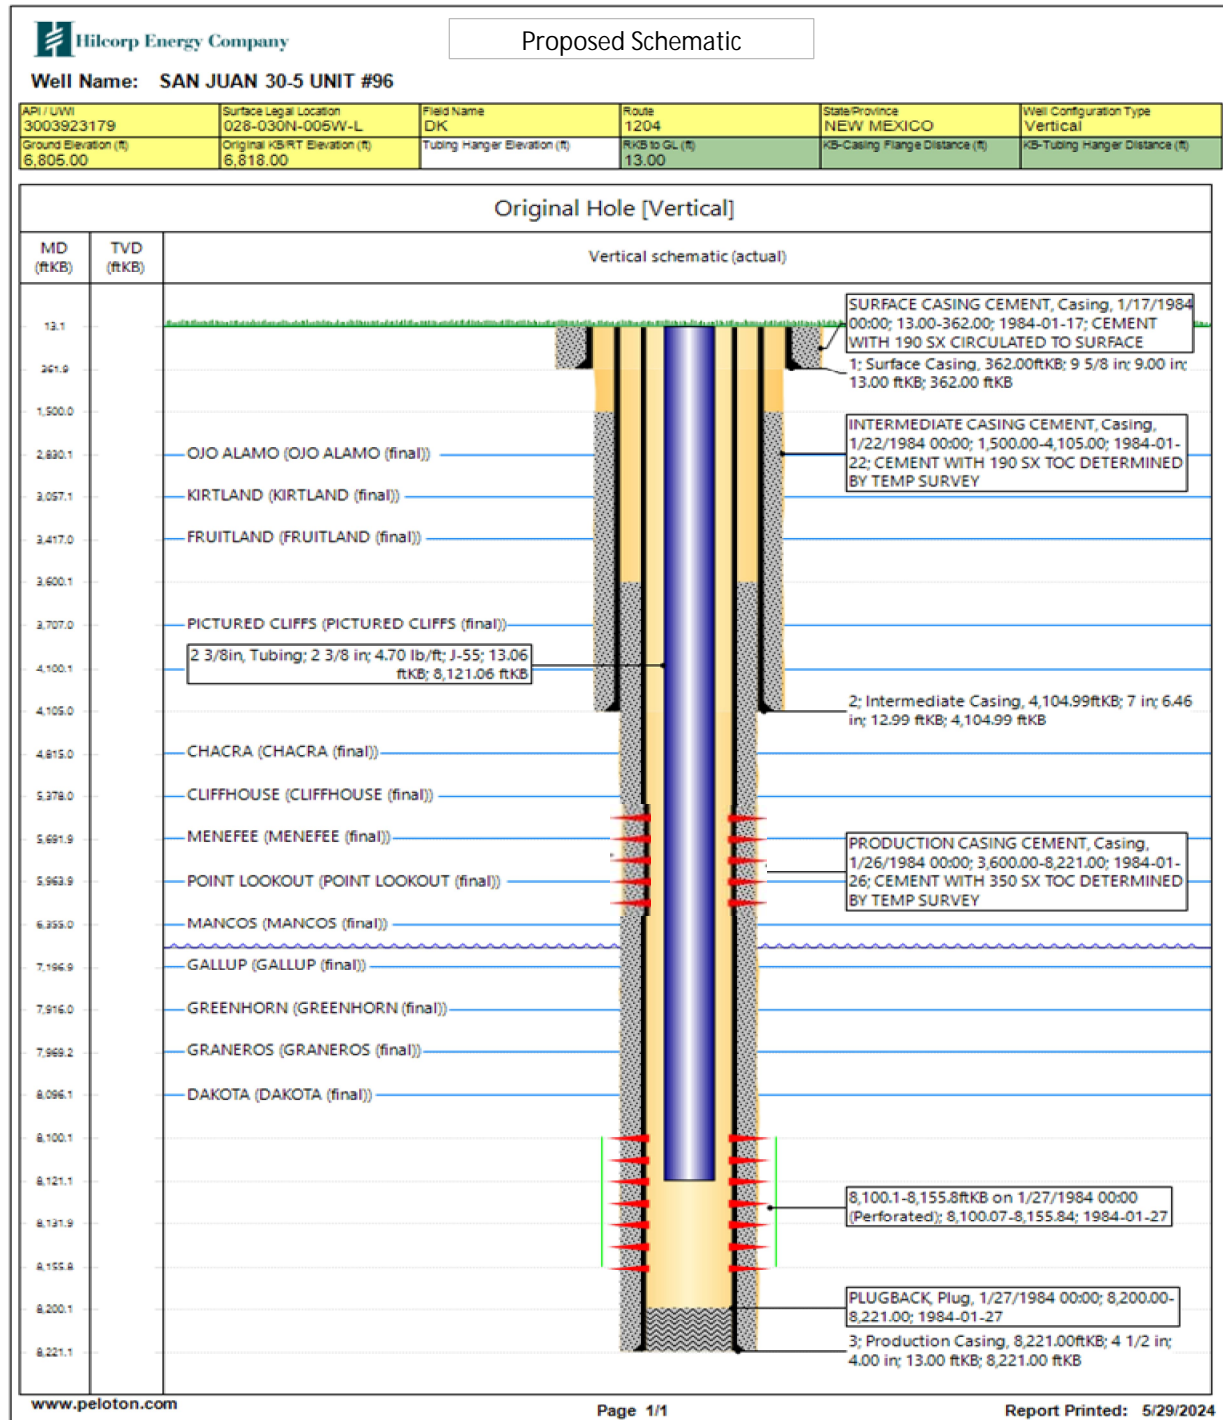 Hilcorp Energy Company
Proposed Schematic
Well Name: SAN JUAN 30-5 UNIT #96
API / UWI
3003923179
Surface Legal Location
028-030N-005W-L
Field Name
DK
Route
1204
State/Province
NEW MEXICO
Well Configuration Type
Vertical
Ground Elevation (ft)
6,805.00
Original KB/RT Elevation (ft)
6,818.00
Tubing Hanger Elevation (ft)
RKB to GL (ft)
13.00
KB-Casing Flange Distance (ft)
KB-Tubing Hanger Distance (ft)
Original Hole [Vertical]
MD
(ftKB)
TVD
(ftKB)
Vertical schematic (actual)
SURFACE CASING CEMENT, Casing, 1/17/1984
00:00; 13.00-362.00; 1984-01-17; CEMENT
WITH 190 SX CIRCULATED TO SURFACE
13.1
1; Surface Casing, 362.00ftKB; 9 5/8 in; 9.00 in;
13.00 ftKB; 362.00 ftKB
361.9
1,500.0
INTERMEDIATE CASING CEMENT, Casing,
1/22/1984 00:00; 1,500.00-4,105.00; 1984-01-
22; CEMENT WITH 190 SX TOC DETERMINED
BY TEMP SURVEY
2,830.1
OJO ALAMO (OJO ALAMO (final))
3,057.1
KIRTLAND (KIRTLAND (final))
3,417.0
FRUITLAND (FRUITLAND (final))
3,600.1
3,707.0
PICTURED CLIFFS (PICTURED CLIFFS (final))
2 3/8in, Tubing; 2 3/8 in; 4.70 lb/ft; J-55; 13.06
ftKB; 8,121.06 ftKB
4,100.1
2; Intermediate Casing, 4,104.99ftKB; 7 in; 6.46
in; 12.99 ftKB; 4,104.99 ftKB
4,105.0
4,815.0
CHACRA (CHACRA (final))
5,378.0
CLIFFHOUSE (CLIFFHOUSE (final))
5,691.9
MENEFEE (MENEFEE (final))
PRODUCTION CASING CEMENT, Casing,
1/26/1984 00:00; 3,600.00-8,221.00; 1984-01-
26; CEMENT WITH 350 SX TOC DETERMINED
BY TEMP SURVEY
5,963.9
POINT LOOKOUT (POINT LOOKOUT (final))
6,355.0
MANCOS (MANCOS (final))
7,196.9
GALLUP (GALLUP (final))
7,916.0
GREENHORN (GREENHORN (final))
7,969.2
GRANEROS (GRANEROS (final))
8,096.1
DAKOTA (DAKOTA (final))
8,100.1
8,121.1
8,100.1-8,155.8ftKB on 1/27/1984 00:00
(Perforated); 8,100.07-8,155.84; 1984-01-27
8,131.9
8,155.8
8,200.1
PLUGBACK, Plug, 1/27/1984 00:00; 8,200.00-
8,221.00; 1984-01-27
3; Production Casing, 8,221.00ftKB; 4 1/2 in;
4.00 in; 13.00 ftKB; 8,221.00 ftKB
8,221.1
www.peloton.com
Page 1/1
Report Printed: 5/29/2024